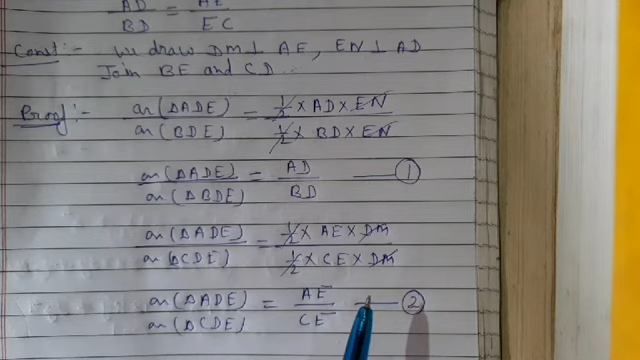 AD/BD = AE/EC
Const:- We draw DM⊥ AE, EN⊥ AD
Join BE and CD.
Proof:- ar(ΔADE)/ar(BDE) = ½ × AD × EN/½ × BD × EN
ar(ΔADE)/ar(ΔBDE) = AD/BD — ①
ar(ΔADE)/ar(ΔCDE) = ½ × AE × DM/½ × CE × DM
ar(ΔADE)/ar(ΔCDE) = AE/CE — ②